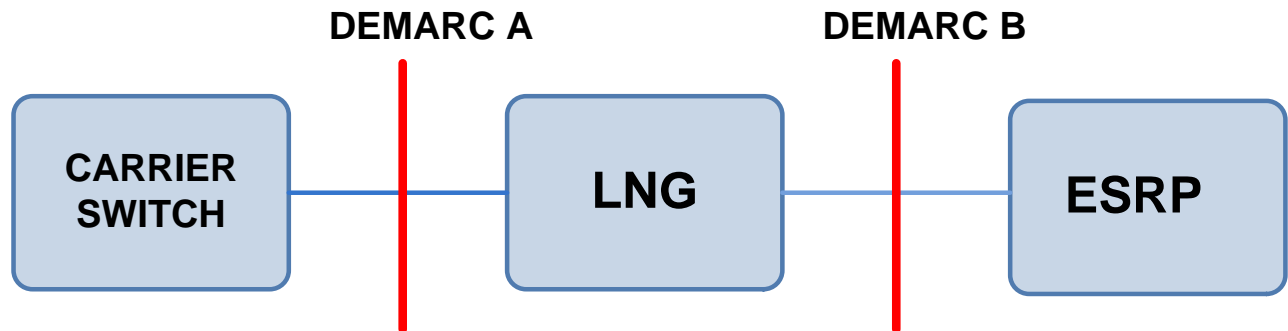 DEMARC A
DEMARC B
CARRIER
SWITCH
LNG
ESRP